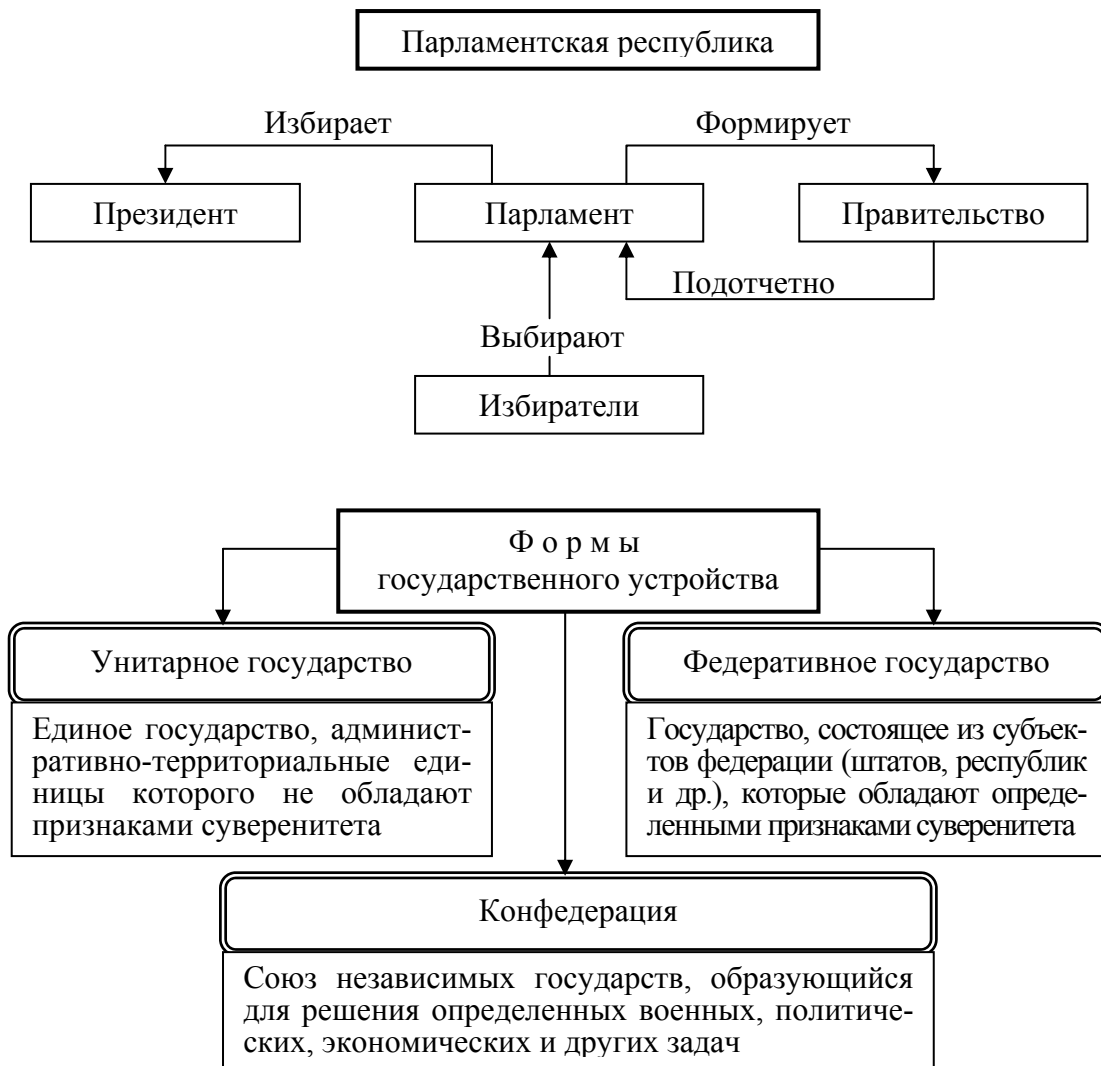 Парламентская республика
Избирает
Формирует
Президент
Парламент
Правительство
Подотчетно
Выбирают
Избиратели
Ф о р м ы
государственного устройства
Унитарное государство
Федеративное государство
Единое государство, админист-
ративно-территориальные еди-
ницы которого не обладают
признаками суверенитета
Государство, состоящее из субъек-
тов федерации (штатов, республик
и др.), которые обладают опреде-
ленными признаками суверенитета
Конфедерация
Союз независимых государств, образующийся
для решения определенных военных, политиче-
ских, экономических и других задач